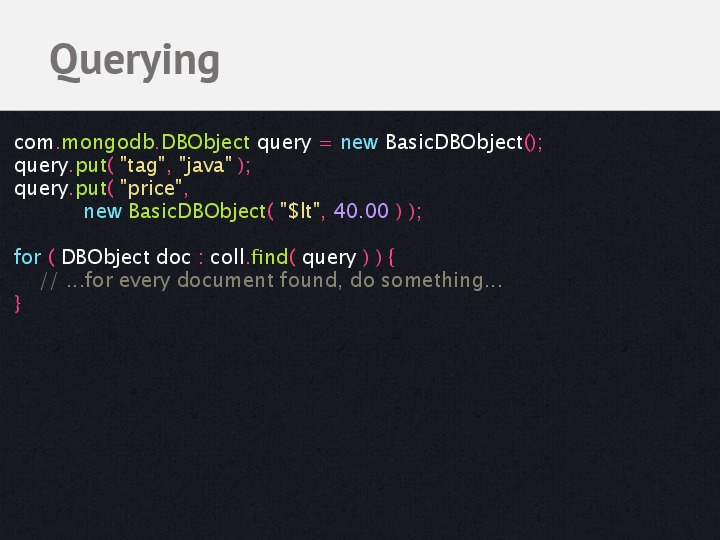 Querying
com.mongodb.DBObject query = new BasicDBObject();
query.put( "tag", "java" );
query.put( "price",
new BasicDBObject( "$lt", 40.00 ) );
for ( DBObject doc : coll.find( query ) ) {
// ...for every document found, do something...
}